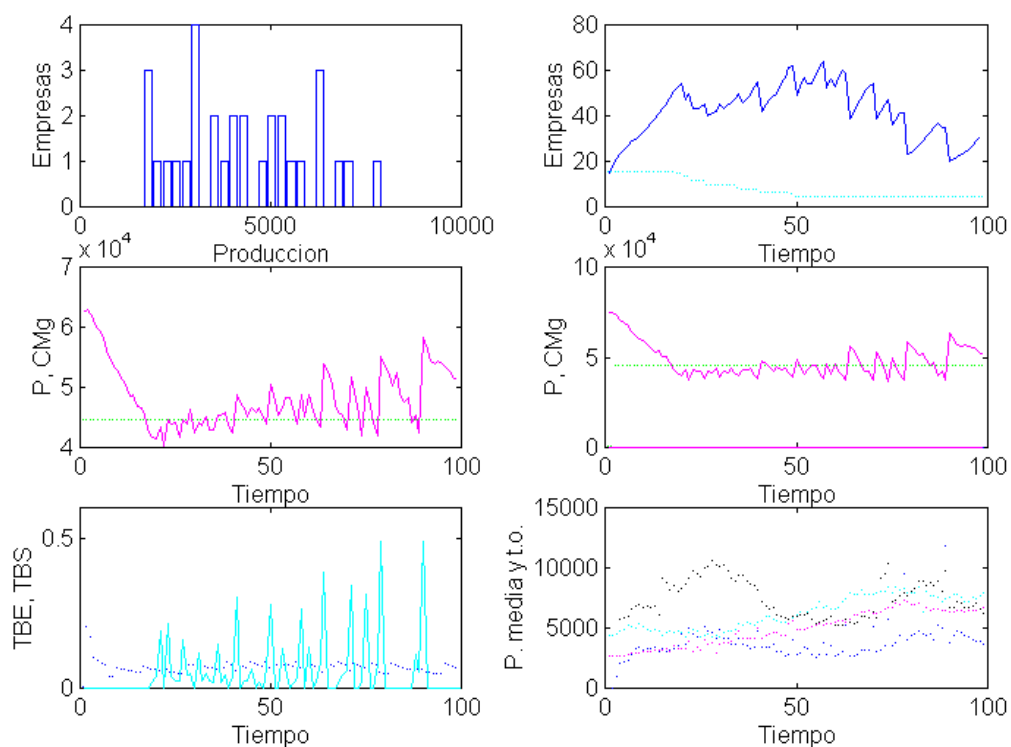 4
3
2
1
0
Empresas
0
5000
10000
Produccion
80
60
40
20
0
Empresas
0
50
100
Tiempo
x 10^4
7
6
5
4
P, CMg
0
50
100
Tiempo
x 10^4
10
5
0
P, CMg
0
50
100
Tiempo
0.5
0
TBE, TBS
0
50
100
Tiempo
15000
10000
5000
0
P. media y t.o.
0
50
100
Tiempo